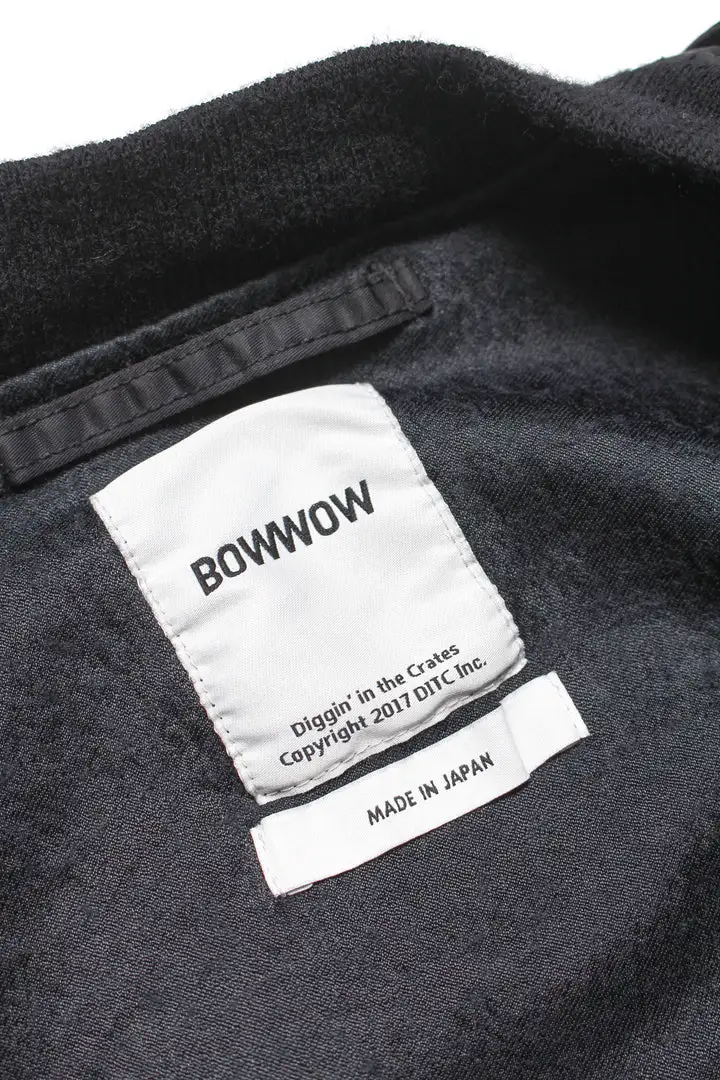 BOWWOW
Diggin' in the Crates
Copyright 2017 DITC Inc.
MADE IN JAPAN